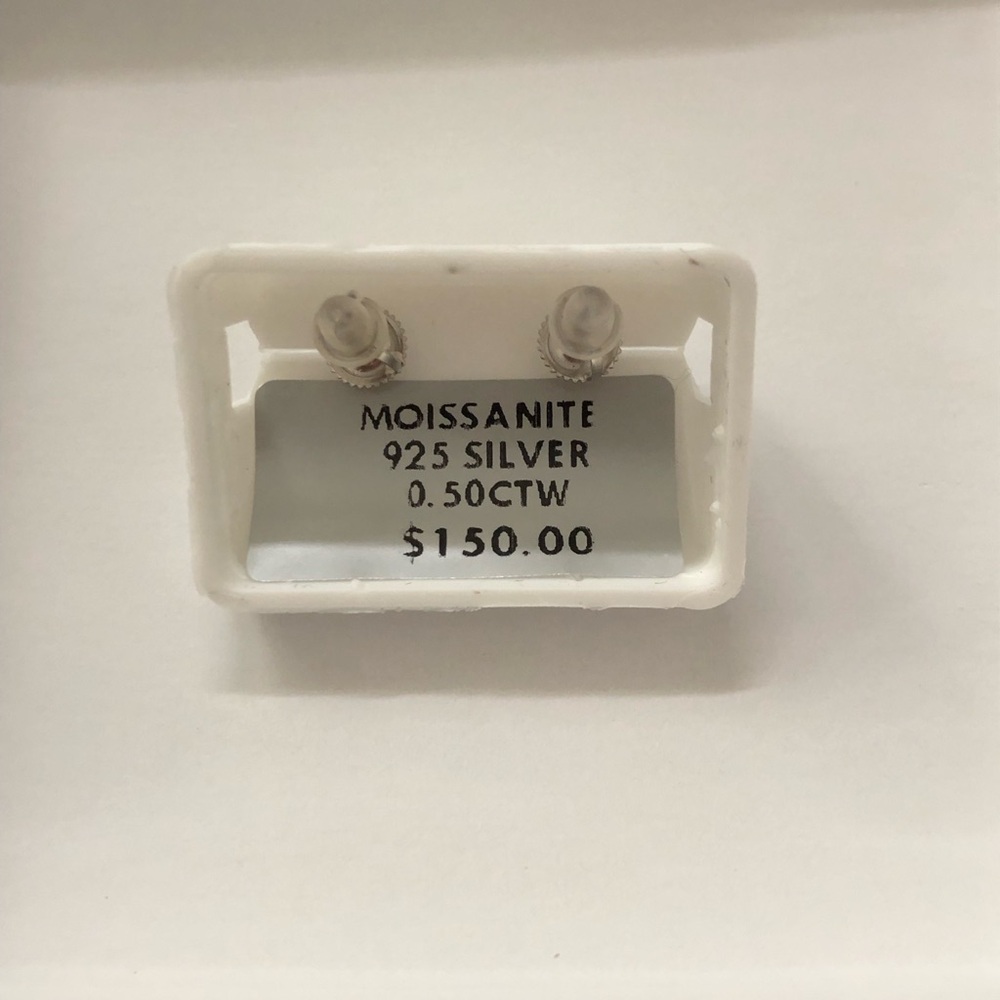 MOISSANITE
925 SILVER
0.50CTW
$150.00